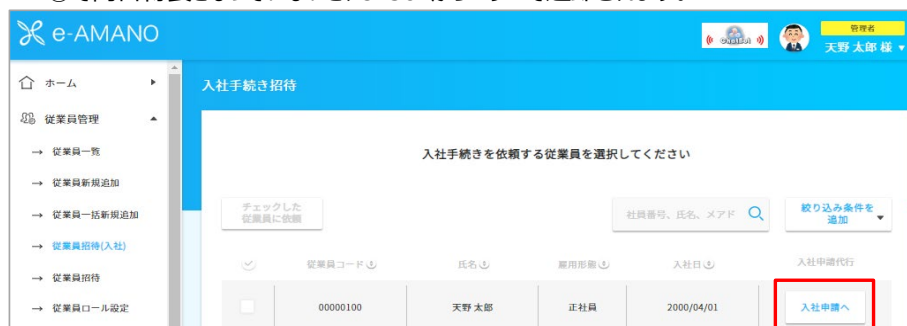 e-AMANO
ChatBot
管理者
天野 太郎 様 ▼
ホーム
入社手続き招待
従業員管理
→ 従業員一覧
入社手続きを依頼する従業員を選択してください
→ 従業員新規追加
→ 従業員一括新規追加
チェックした
従業員に依頼
社員番号、氏名、メアド
絞り込み条件を
追加
→ 従業員招待(入社)
従業員コード
氏名
雇用形態
入社日
入社申請代行
→ 従業員招待
→ 従業員ロール設定
00000100
天野 太郎
正社員
2000/04/01
入社申請へ